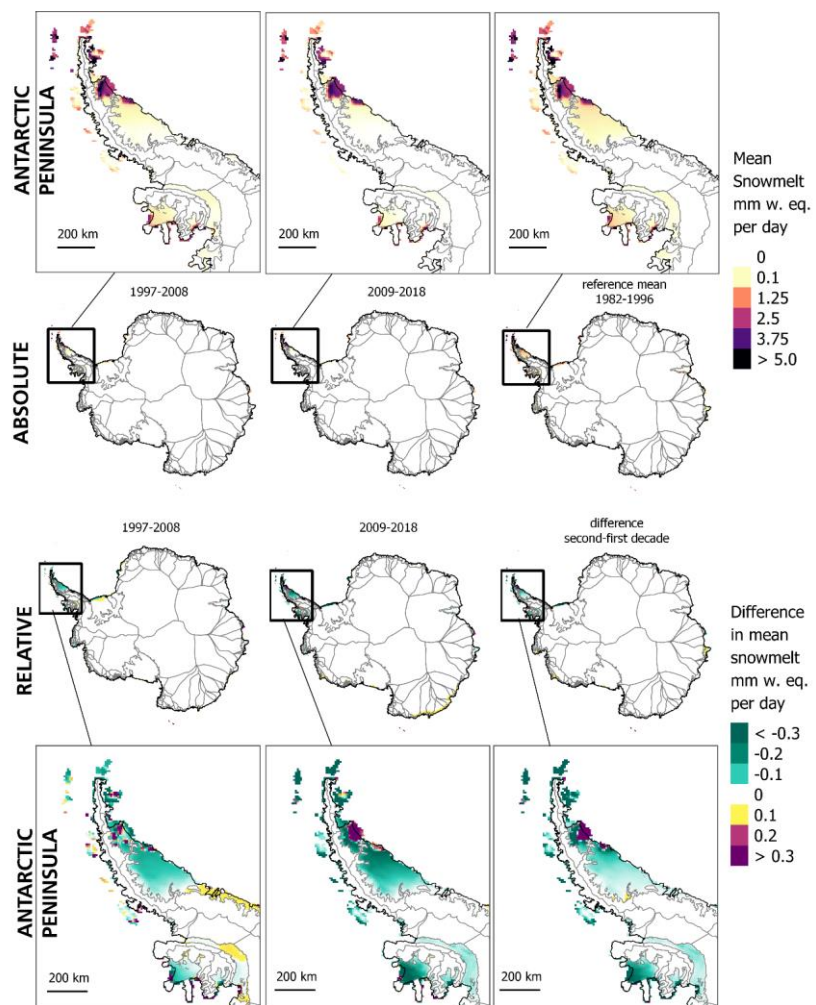 ANTARCTIC
PENINSULA
200 km
200 km
200 km
Mean
Snowmelt
mm w. eq.
per day
0
0.1
1.25
2.5
3.75
> 5.0
ABSOLUTE
1997-2008
2009-2018
reference mean
1982-1996
RELATIVE
1997-2008
2009-2018
difference
second-first decade
Difference
in mean
snowmelt
mm w. eq.
per day
< -0.3
-0.2
-0.1
0
0.1
0.2
> 0.3
ANTARCTIC
PENINSULA
200 km
200 km
200 km